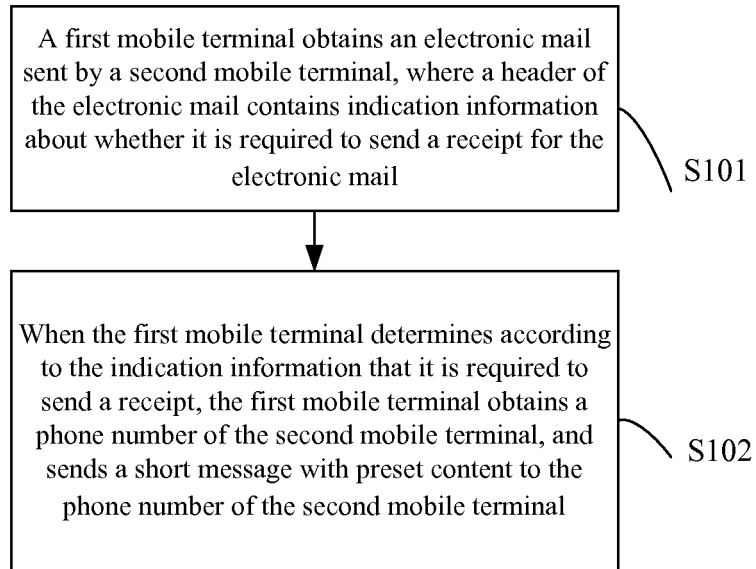 A first mobile terminal obtains an electronic mail
sent by a second mobile terminal, where a header of
the electronic mail contains indication information
about whether it is required to send a receipt for the
electronic mail
S101
When the first mobile terminal determines according
to the indication information that it is required to
send a receipt, the first mobile terminal obtains a
phone number of the second mobile terminal, and
sends a short message with preset content to the
phone number of the second mobile terminal
S102